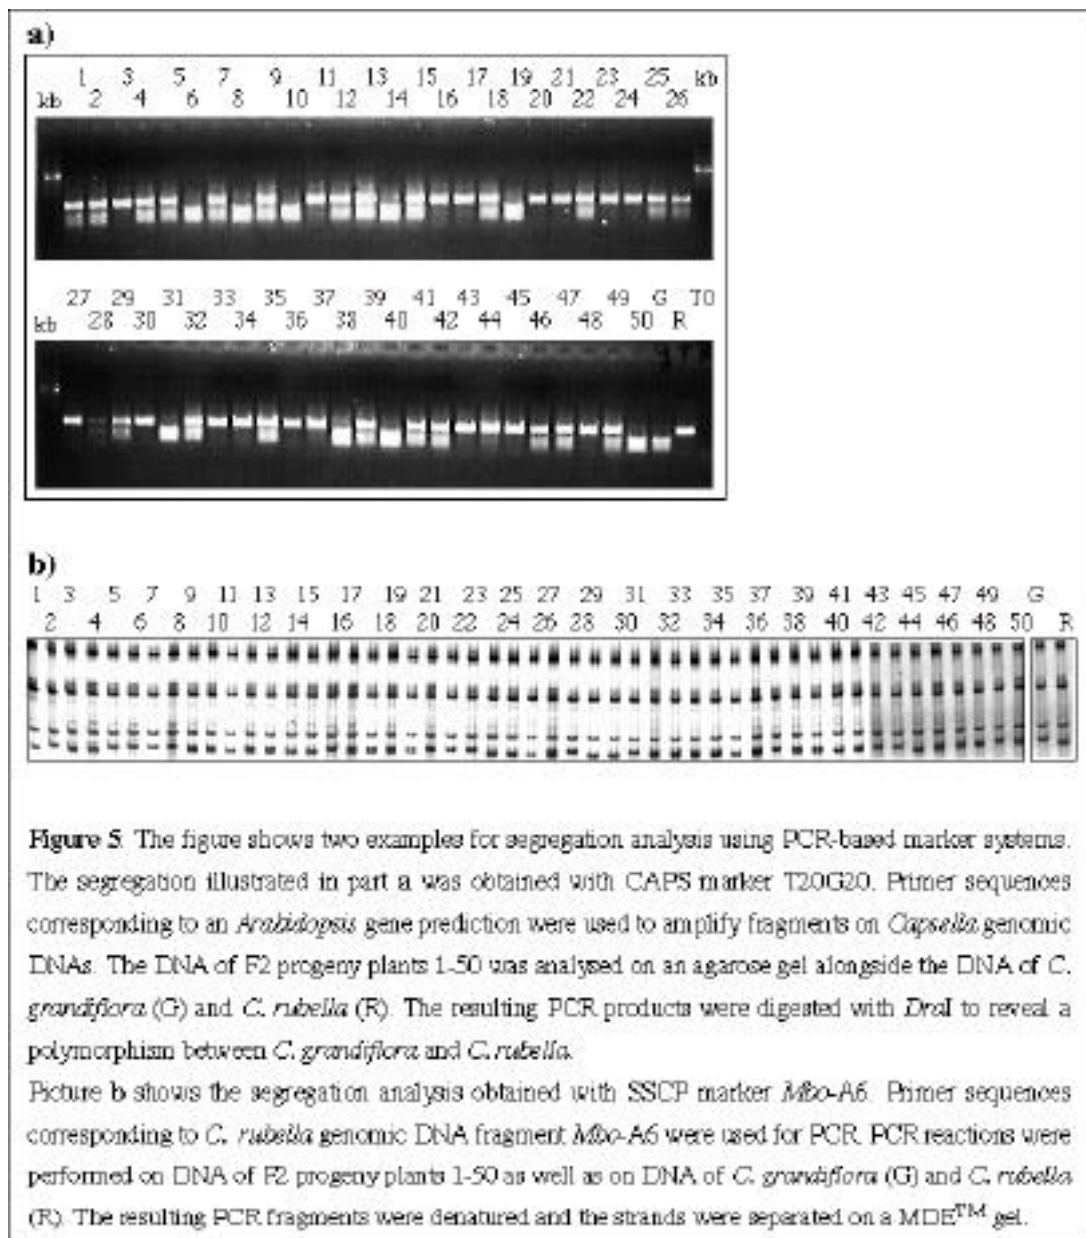 a)
1 3 5 7 9 11 13 15 17 19 21 23 25 kb
kb 2 4 6 8 10 12 14 16 18 20 22 24 26
27 29 31 33 35 37 39 41 43 45 47 49 G TO
kb 28 30 32 34 36 38 40 42 44 46 48 50 R
b)
1 3 5 7 9 11 13 15 17 19 21 23 25 27 29 31 33 35 37 39 41 43 45 47 49 G
2 4 6 8 10 12 14 16 18 20 22 24 26 28 30 32 34 36 38 40 42 44 46 48 50 R
Figure 5. The figure shows two examples for segregation analysis using PCR-based marker systems.
The segregation illustrated in part a was obtained with CAPS marker T20G20. Primer sequences
corresponding to an Arabidopsis gene prediction were used to amplify fragments on Capsella genomic
DNAs. The DNA of F2 progeny plants 1-50 was analysed on an agarose gel alongside the DNA of C.
grandiflora (G) and C. rubella (R). The resulting PCR products were digested with DraI to reveal a
polymorphism between C. grandiflora and C. rubella.
Picture b shows the segregation analysis obtained with SSCP marker Mbo-A6. Primer sequences
corresponding to C. rubella genomic DNA fragment Mbo-A6 were used for PCR. PCR reactions were
performed on DNA of F2 progeny plants 1-50 as well as on DNA of C. grandiflora (G) and C. rubella
(R). The resulting PCR fragments were denatured and the strands were separated on a MDE™ gel.